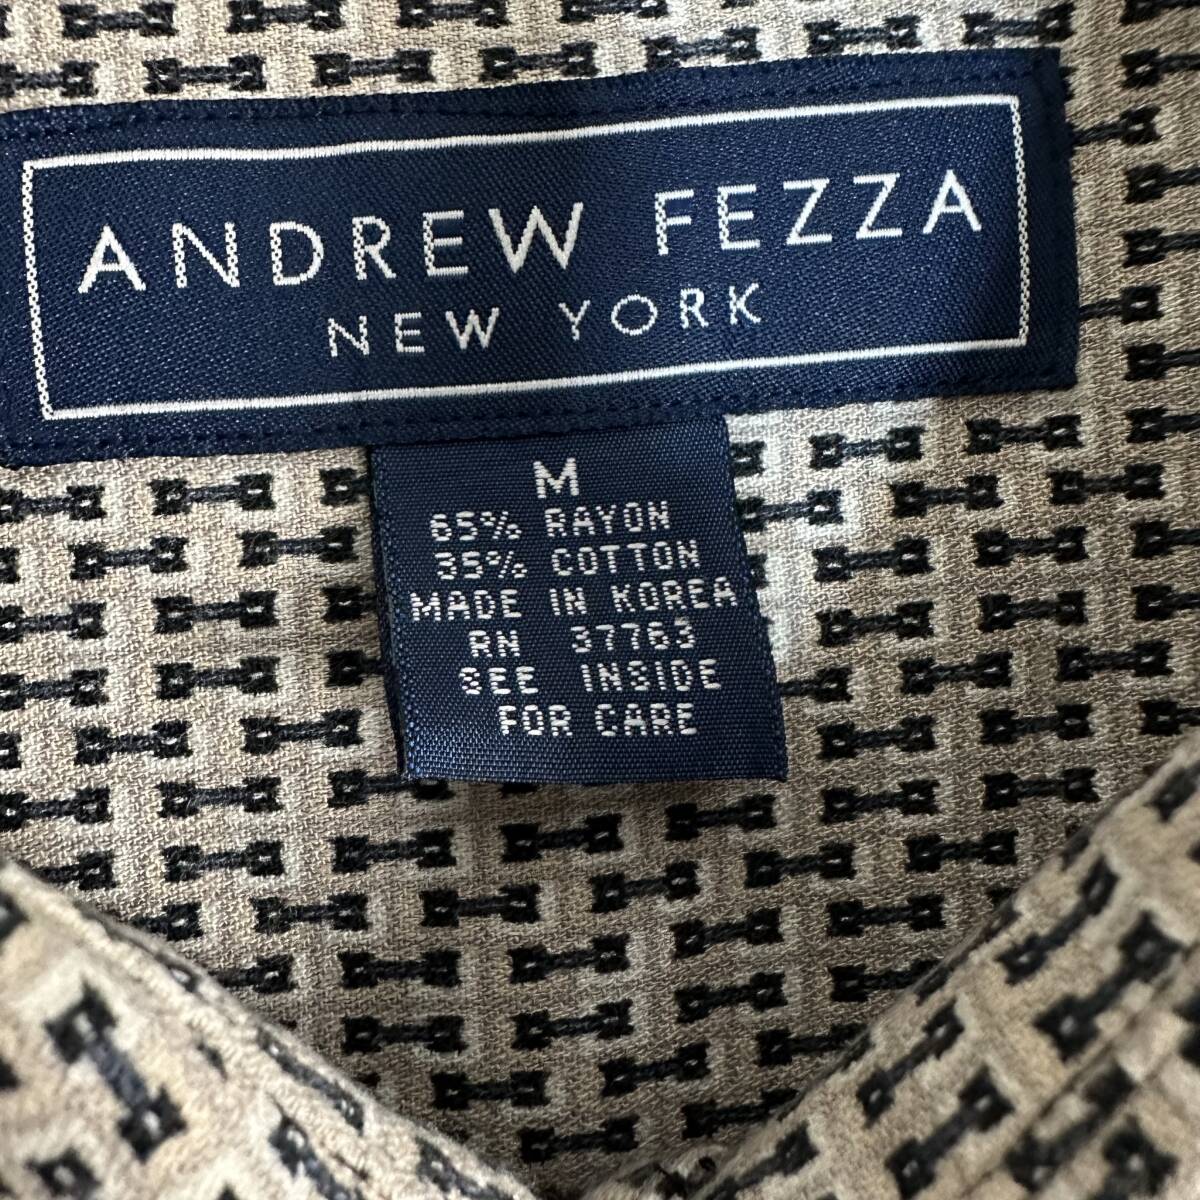 ANDREW FEZZA
NEW YORK
M
65% RAYON
35% COTTON
MADE IN KOREA
RN 37763
SEE INSIDE
FOR CARE